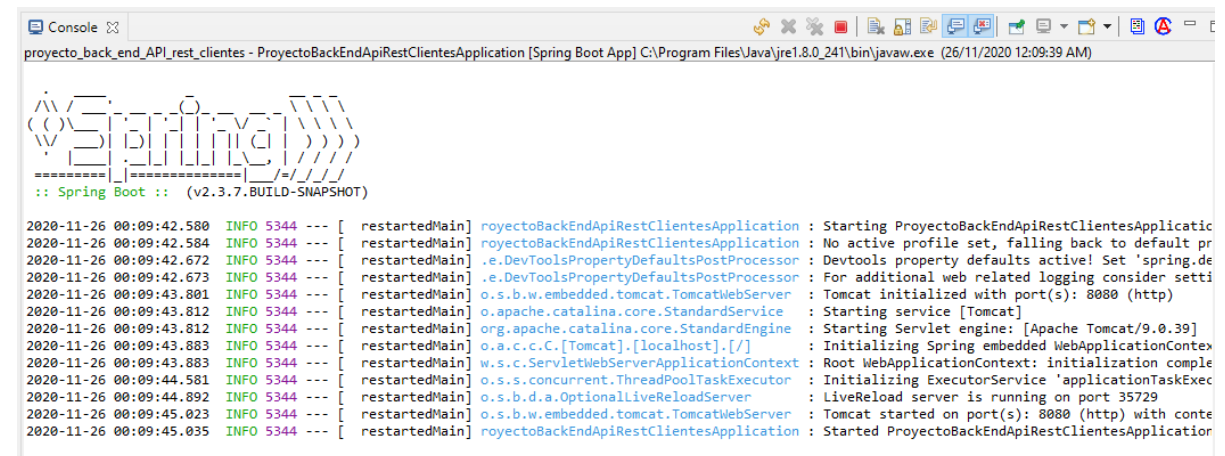 Console
proyecto_back_end_API_rest_clientes - ProyectoBackEndApiRestClientesApplication [Spring Boot App] C:\Program Files\Java\jre1.8.0_241\bin\javaw.exe (26/11/2020 12:09:39 AM)
Spring
:: Spring Boot :: (v2.3.7.BUILD-SNAPSHOT)
2020-11-26 00:09:42.580 INFO 5344 --- [ restartedMain] royectoBackEndApiRestClientesApplication : Starting ProyectoBackEndApiRestClientesApplicatic
2020-11-26 00:09:42.584 INFO 5344 --- [ restartedMain] royectoBackEndApiRestClientesApplication : No active profile set, falling back to default pr
2020-11-26 00:09:42.672 INFO 5344 --- [ restartedMain] .e.DevToolsPropertyDefaultsPostProcessor : Devtools property defaults active! Set 'spring.de
2020-11-26 00:09:42.673 INFO 5344 --- [ restartedMain] .e.DevToolsPropertyDefaultsPostProcessor : For additional web related logging consider setti
2020-11-26 00:09:43.801 INFO 5344 --- [ restartedMain] o.s.b.w.embedded.tomcat.TomcatWebServer : Tomcat initialized with port(s): 8080 (http)
2020-11-26 00:09:43.812 INFO 5344 --- [ restartedMain] o.apache.catalina.core.StandardService : Starting service [Tomcat]
2020-11-26 00:09:43.812 INFO 5344 --- [ restartedMain] org.apache.catalina.core.StandardEngine : Starting Servlet engine: [Apache Tomcat/9.0.39]
2020-11-26 00:09:43.883 INFO 5344 --- [ restartedMain] o.a.c.c.C.[Tomcat].[localhost].[/] : Initializing Spring embedded WebApplicationContex
2020-11-26 00:09:43.883 INFO 5344 --- [ restartedMain] w.s.c.ServletWebServerApplicationContext : Root WebApplicationContext: initialization comple
2020-11-26 00:09:44.581 INFO 5344 --- [ restartedMain] o.s.s.concurrent.ThreadPoolTaskExecutor : Initializing ExecutorService 'applicationTaskExec
2020-11-26 00:09:44.892 INFO 5344 --- [ restartedMain] o.s.b.d.a.OptionalLiveReloadServer : LiveReload server is running on port 35729
2020-11-26 00:09:45.023 INFO 5344 --- [ restartedMain] o.s.b.w.embedded.tomcat.TomcatWebServer : Tomcat started on port(s): 8080 (http) with conte
2020-11-26 00:09:45.035 INFO 5344 --- [ restartedMain] royectoBackEndApiRestClientesApplication : Started ProyectoBackEndApiRestClientesApplication